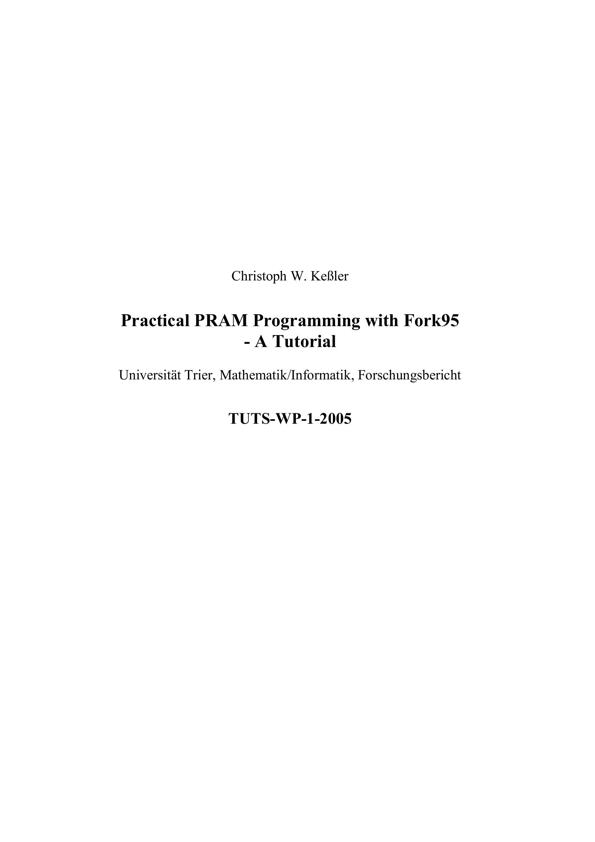 Christoph W. Keßler
Practical PRAM Programming with Fork95
- A Tutorial
Universität Trier, Mathematik/Informatik, Forschungsbericht
TUTS-WP-1-2005